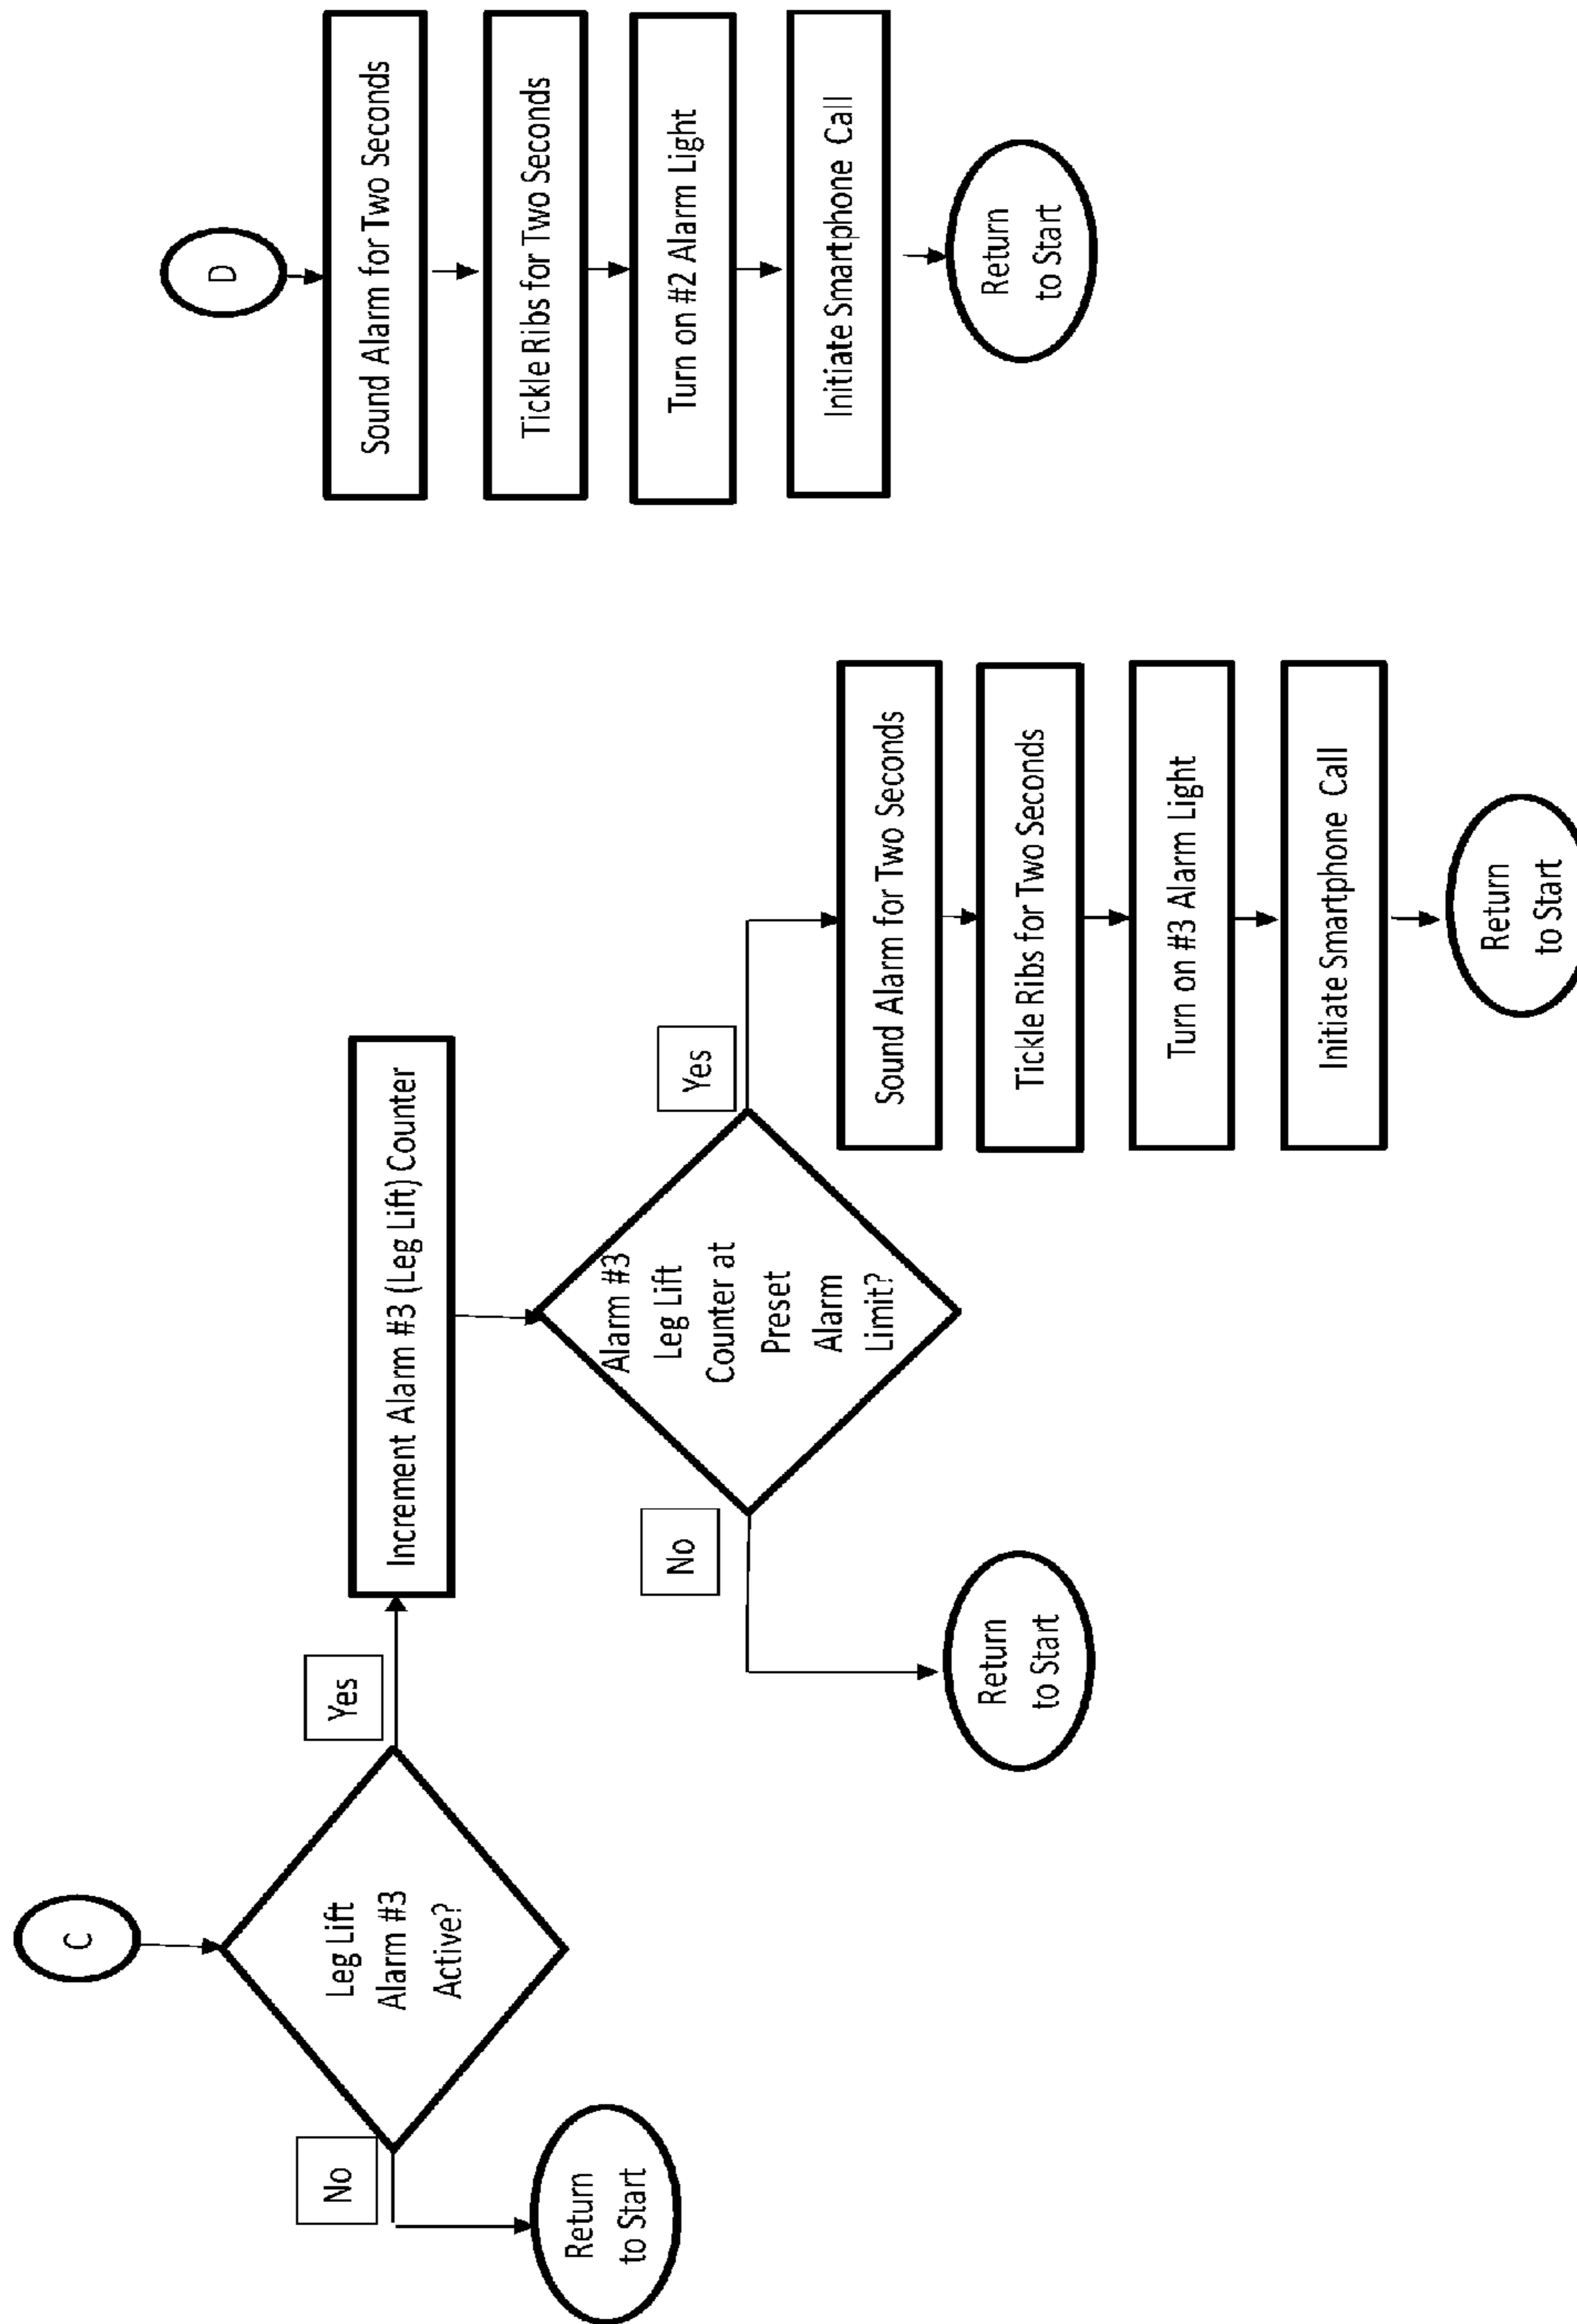 C
Leg Lift
Alarm #3
Active?
No
Return
to Start
Yes
Increment Alarm #3 (Leg Lift) Counter
Alarm #3
Leg Lift
Counter at
Preset
Alarm
Limit?
No
Return
to Start
Yes
Sound Alarm for Two Seconds
Tickle Ribs for Two Seconds
Turn on #3 Alarm Light
Initiate Smartphone Call
Return
to Start
D
Sound Alarm for Two Seconds
Tickle Ribs for Two Seconds
Turn on #2 Alarm Light
Initiate Smartphone Call
Return
to Start